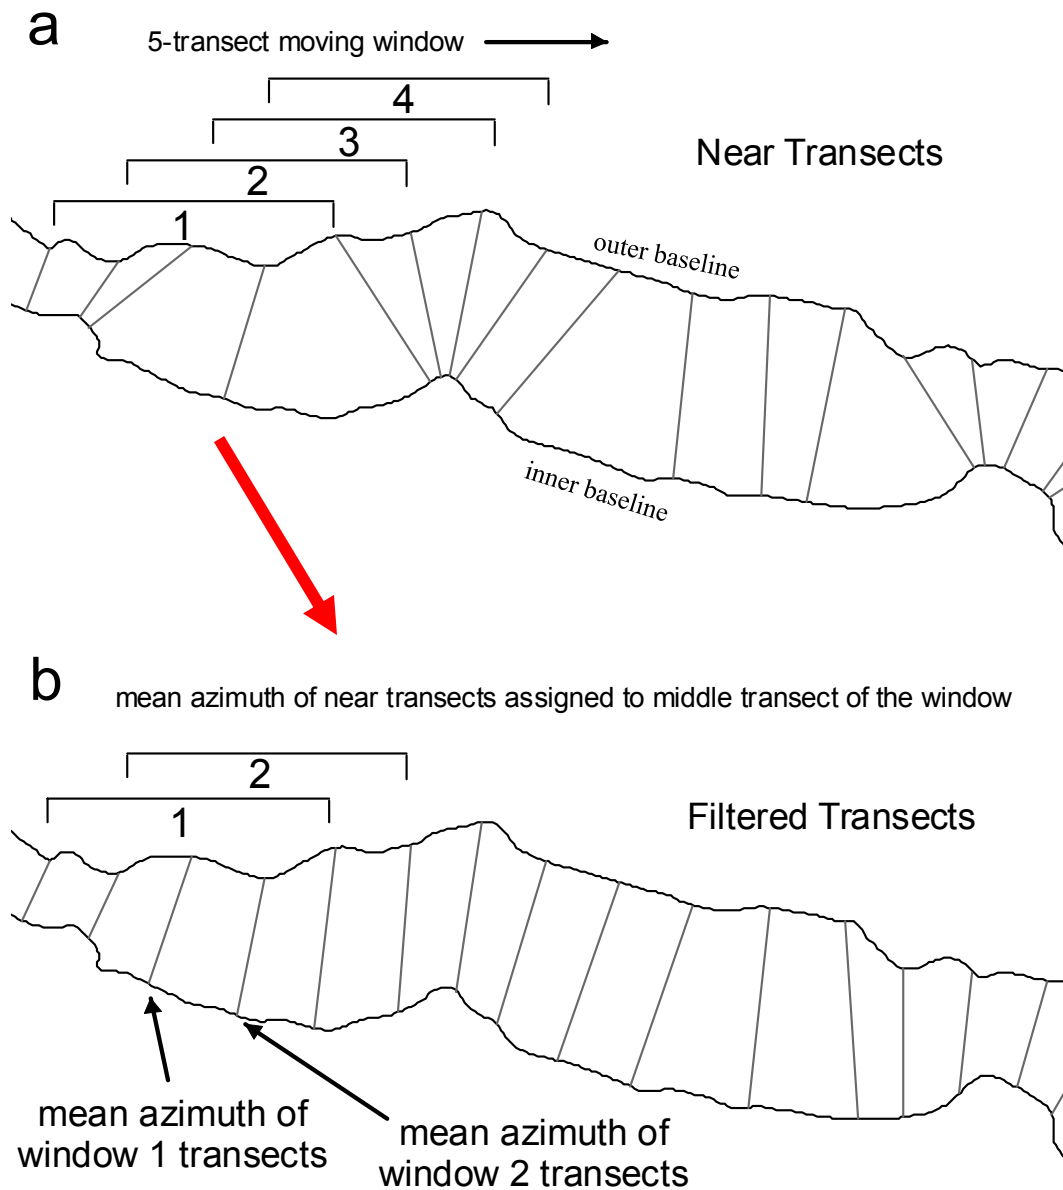 a
5-transect moving window
4
3
2
1
Near Transects
outer baseline
inner baseline
b
mean azimuth of near transects assigned to middle transect of the window
2
1
Filtered Transects
mean azimuth of
window 1 transects
mean azimuth of
window 2 transects